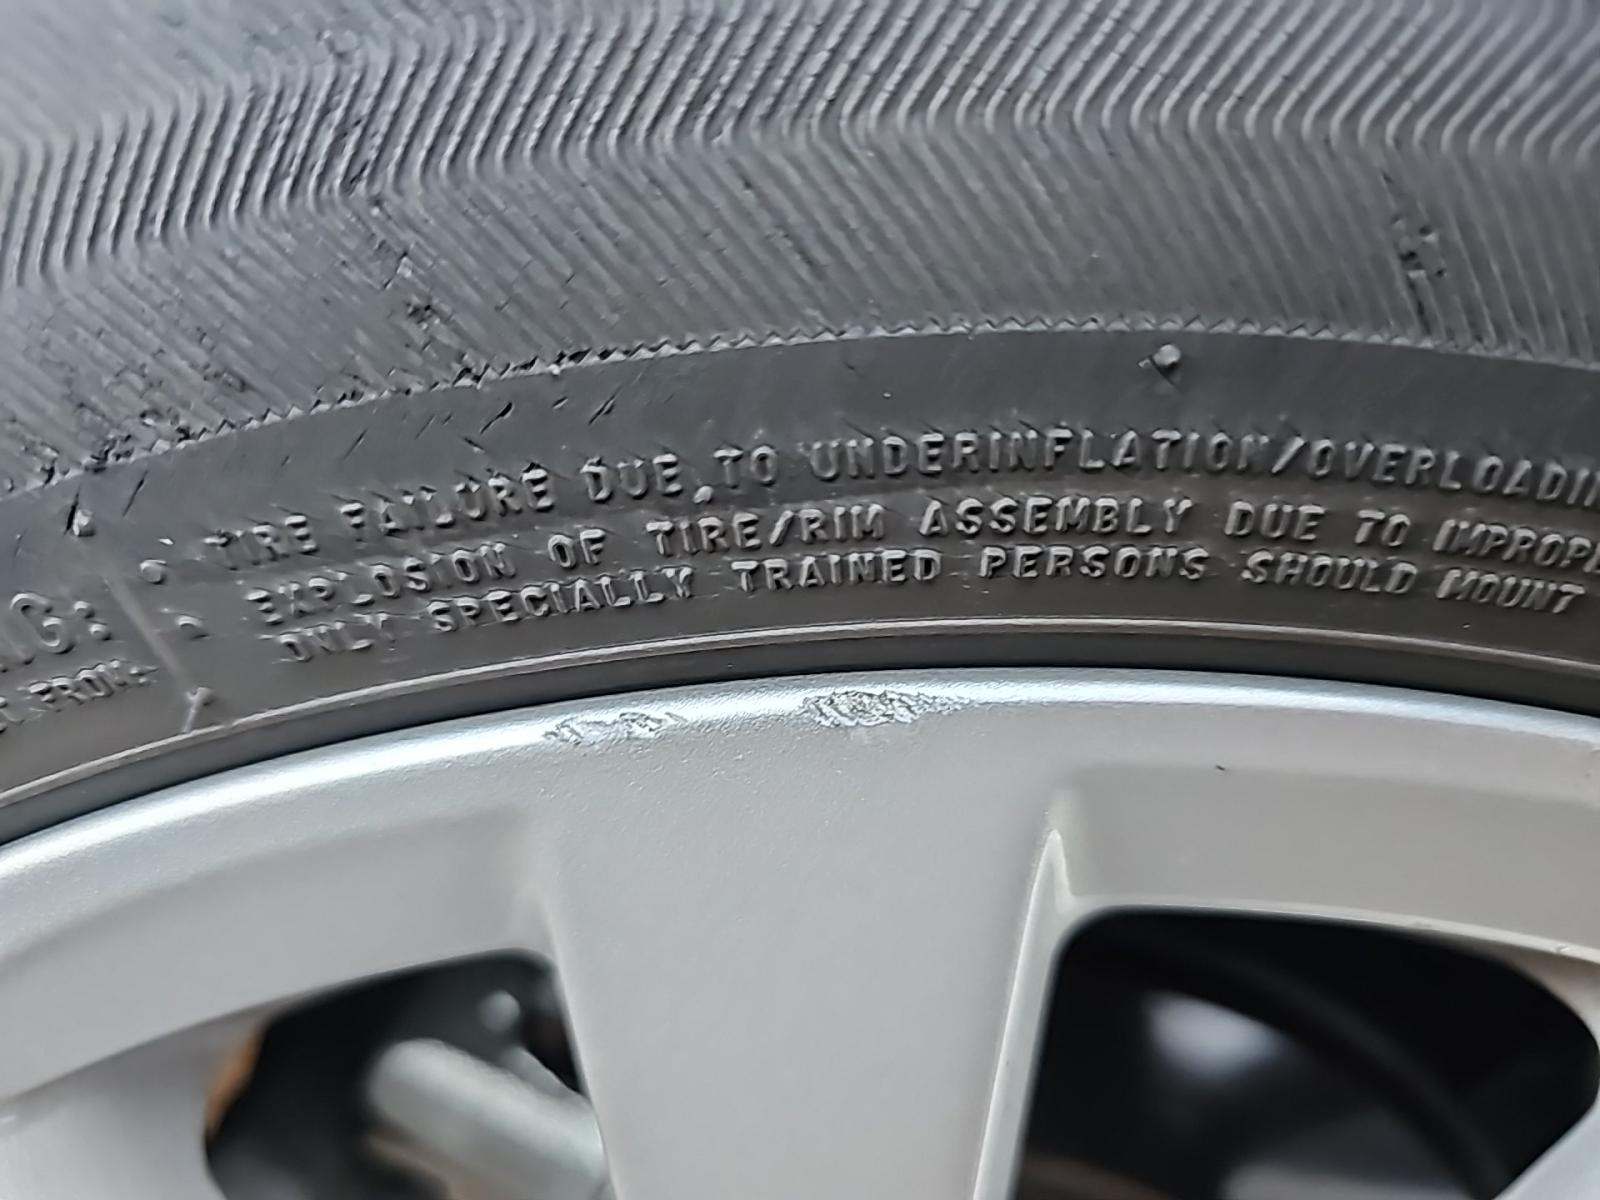 TIRE FAILURE DUE TO UNDERINFLATION/OVERLOADIN
FROM: EXPLOSION OF TIRE/RIM ASSEMBLY DUE TO IMPROPE
ONLY SPECIALLY TRAINED PERSONS SHOULD MOUNT